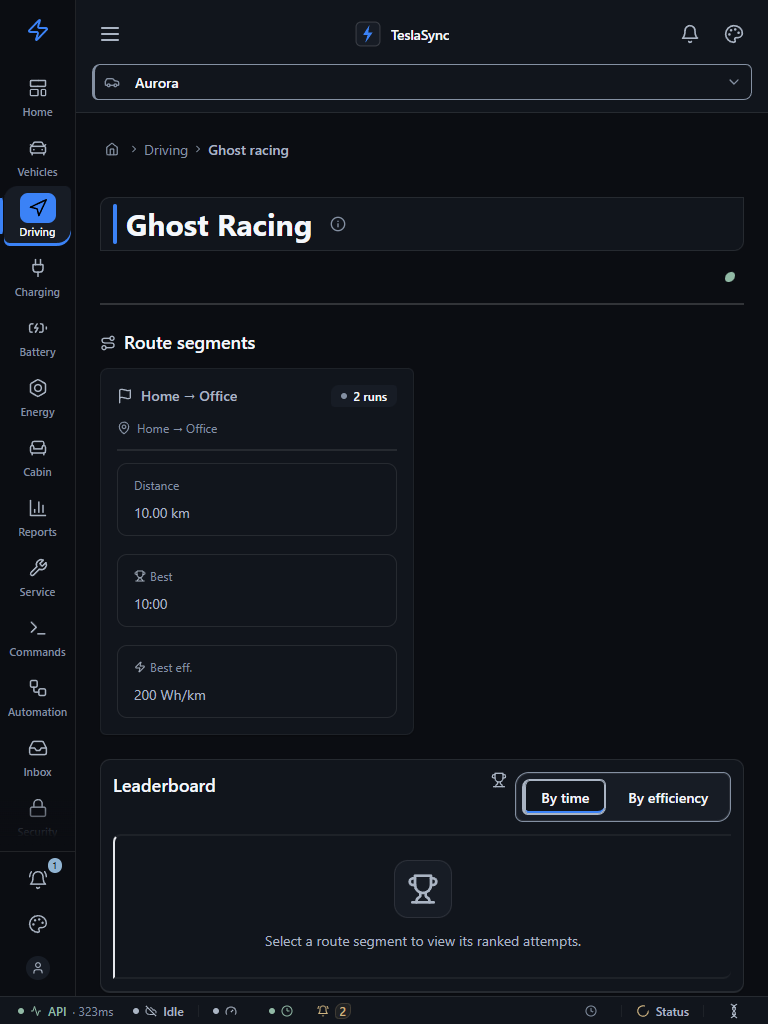 TeslaSync
Aurora
Home
Vehicles
Driving
Charging
Battery
Energy
Cabin
Reports
Service
Commands
Automation
Inbox
Security
1
Driving > Ghost racing
Ghost Racing
Route segments
Home → Office
2 runs
Home → Office
Distance
10.00 km
Best
10:00
Best eff.
200 Wh/km
Leaderboard
By time
By efficiency
Select a route segment to view its ranked attempts.
API · 323ms
Idle
2
Status